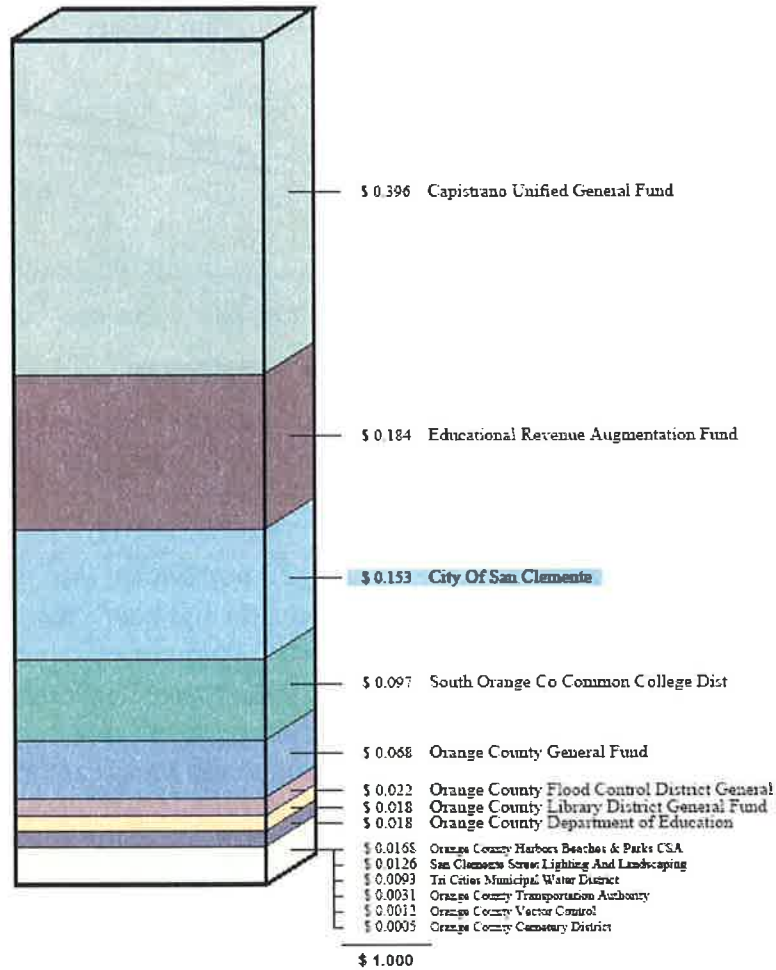 $ 0.396 Capistrano Unified General Fund
$ 0.184 Educational Revenue Augmentation Fund
$ 0.153 City Of San Clemente
$ 0.097 South Orange Co Common College Dist
$ 0.068 Orange County General Fund
$ 0.022 Orange County Flood Control District General
$ 0.018 Orange County Library District General Fund
$ 0.018 Orange County Department of Education
$ 0.0168 Orange County Harbors Beaches & Parks CSA
$ 0.0126 San Clemente Street Lighting And Landscaping
$ 0.0093 Tri Cities Municipal Water District
$ 0.0031 Orange County Transportation Authority
$ 0.0012 Orange County Vector Control
$ 0.0005 Orange County Cemetary District
$ 1.000